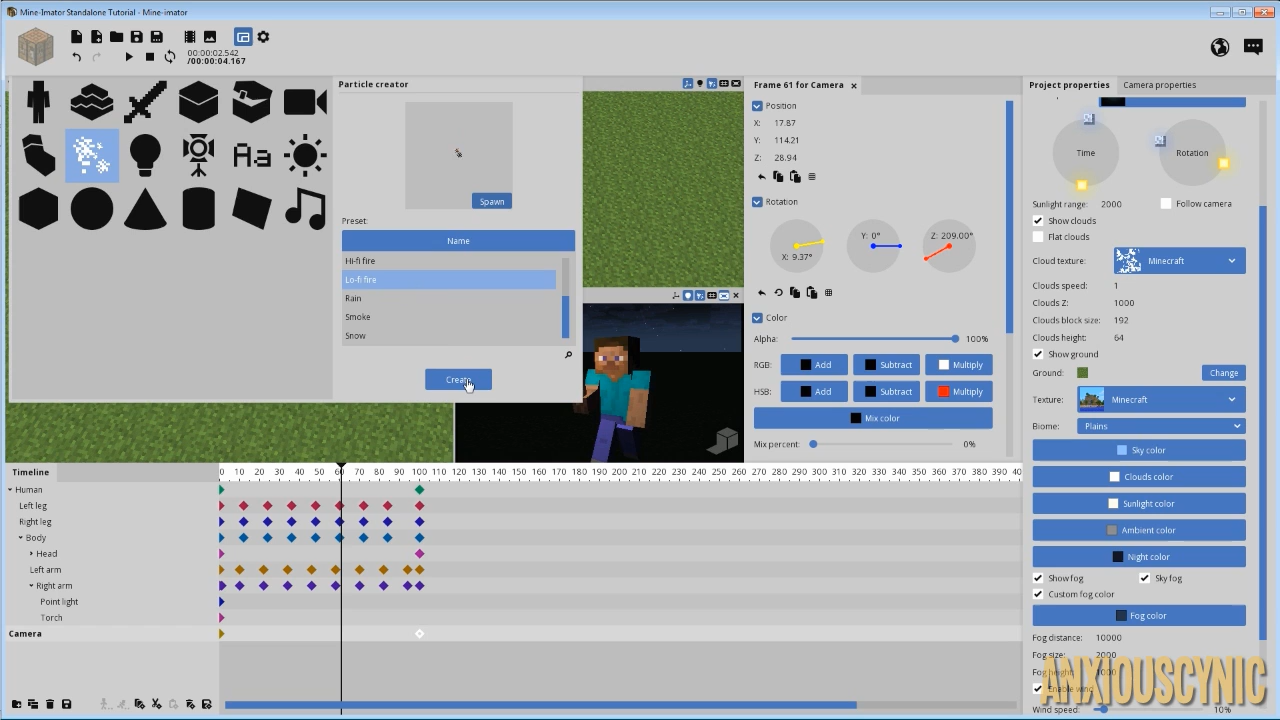 Mine-Imator Standalone Tutorial - Mine-imator
00:00:02.542
/00:00:04.167
Particle creator
Spawn
Preset:
Name
Hi-fi fire
Lo-fi fire
Rain
Smoke
Snow
Create
Aa
Frame 61 for Camera
Position
X: 17.87
Y: 114.21
Z: 28.94
Rotation
X: 9.37°
Y: 0°
Z: 209.00°
Color
Alpha: 100%
RGB: Add Subtract Multiply
HSB: Add Subtract Multiply
Mix color
Mix percent: 0%
Project properties Camera properties
Time Rotation
Sunlight range: 2000 Follow camera
Show clouds
Flat clouds
Cloud texture: Minecraft
Clouds speed: 1
Clouds Z: 1000
Clouds block size: 192
Clouds height: 64
Show ground
Ground: Change
Texture: Minecraft
Biome: Plains
Sky color
Clouds color
Sunlight color
Ambient color
Night color
Show fog Sky fog
Custom fog color
Fog color
Fog distance: 10000
Fog size: 2000
Fog height: 1000
Enable wind
Wind speed: 10%
Timeline
0 10 20 30 40 50 60 70 80 90 100 110 120 130 140 150 160 170 180 190 200 210 220 230 240 250 260 270 280 290 300 310 320 330 340 350 360 370 380 390 40
Human
Left leg
Right leg
Body
Head
Left arm
Right arm
Point light
Torch
Camera
ANXIOUSCYNIC